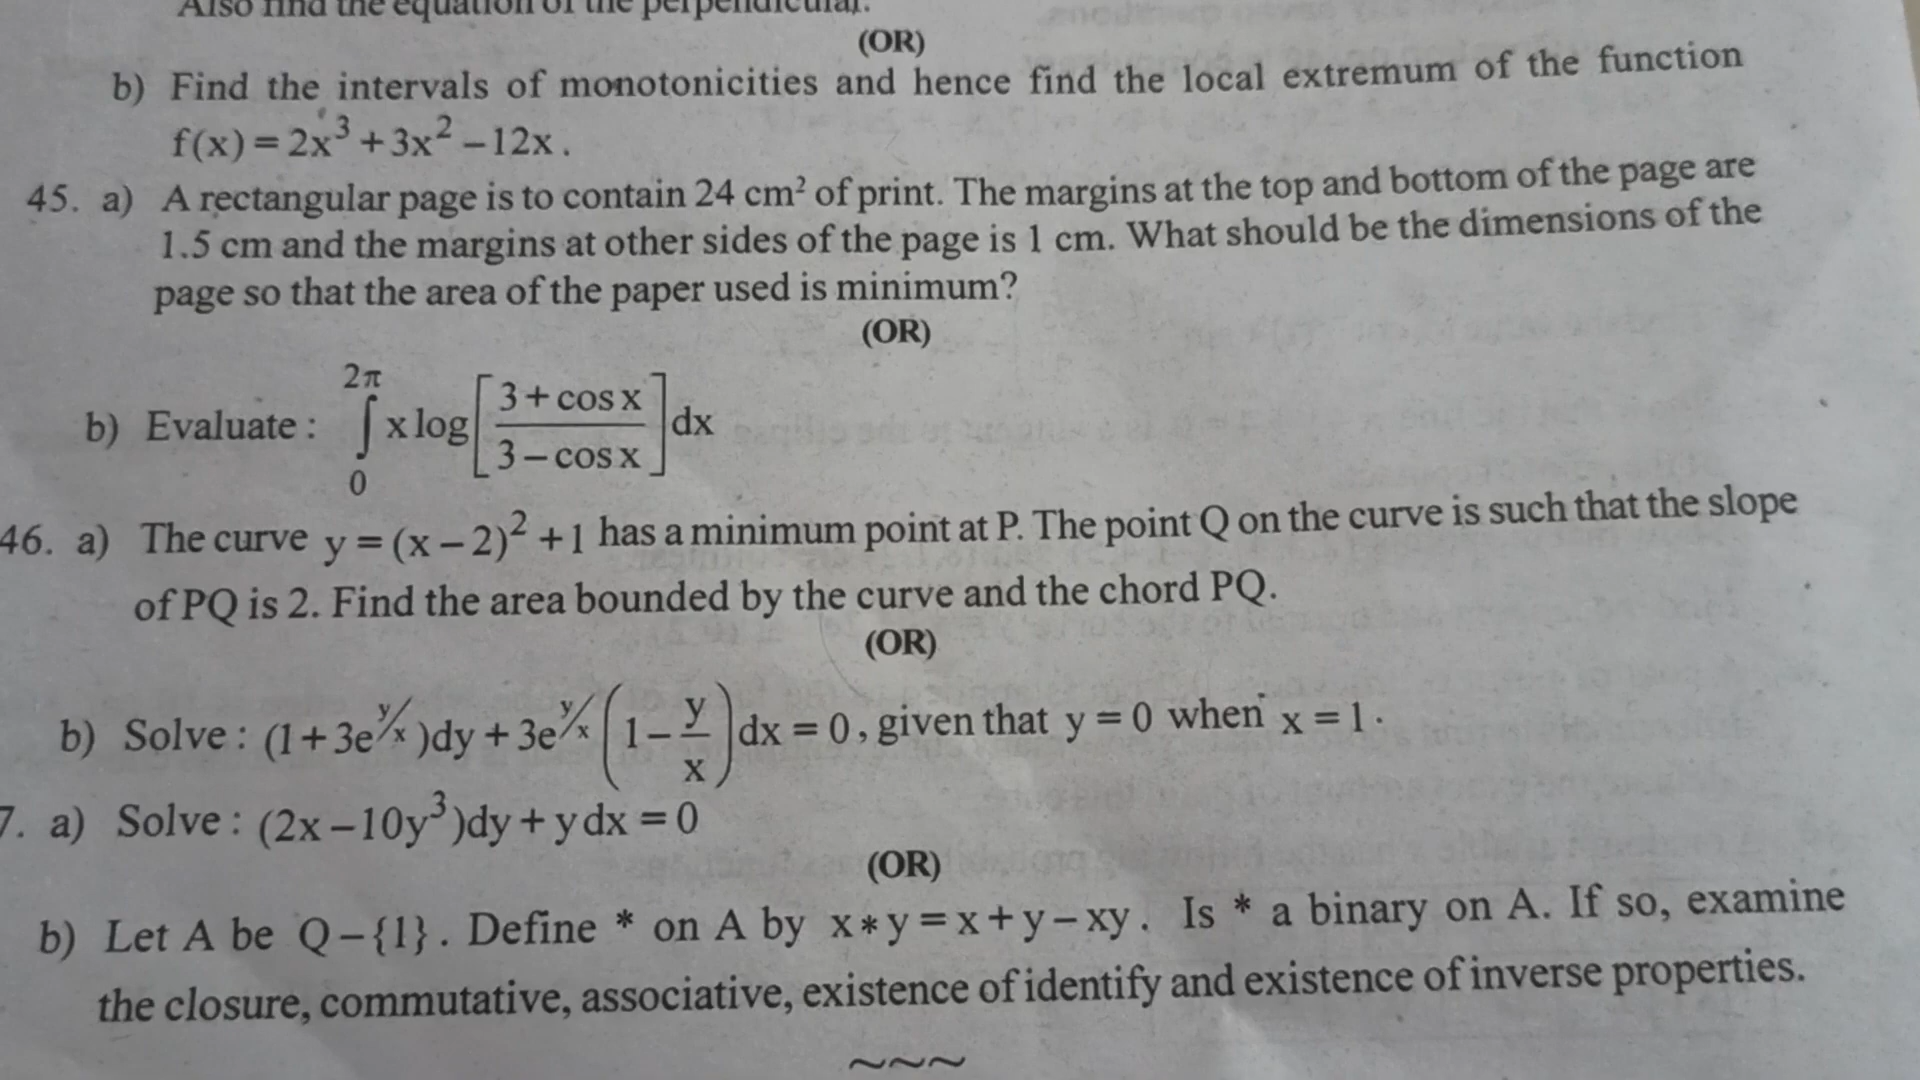 Also find the equation of the perpendicular.
(OR)
b) Find the intervals of monotonicities and hence find the local extremum of the function
f(x) = 2x³ + 3x² – 12x.
45. a) A rectangular page is to contain 24 cm² of print. The margins at the top and bottom of the page are
1.5 cm and the margins at other sides of the page is 1 cm. What should be the dimensions of the
page so that the area of the paper used is minimum?
(OR)
b) Evaluate : ∫₀^{2π} x log[(3 + cos x)/(3 – cos x)] dx
46. a) The curve y = (x – 2)² + 1 has a minimum point at P. The point Q on the curve is such that the slope
of PQ is 2. Find the area bounded by the curve and the chord PQ.
(OR)
b) Solve : (1 + 3e^{y/x})dy + 3e^{y/x}(1 – y/x)dx = 0, given that y = 0 when x = 1.
7. a) Solve : (2x – 10y³)dy + y dx = 0
(OR)
b) Let A be Q – {1}. Define * on A by x * y = x + y – xy. Is * a binary on A. If so, examine
the closure, commutative, associative, existence of identify and existence of inverse properties.
~~~